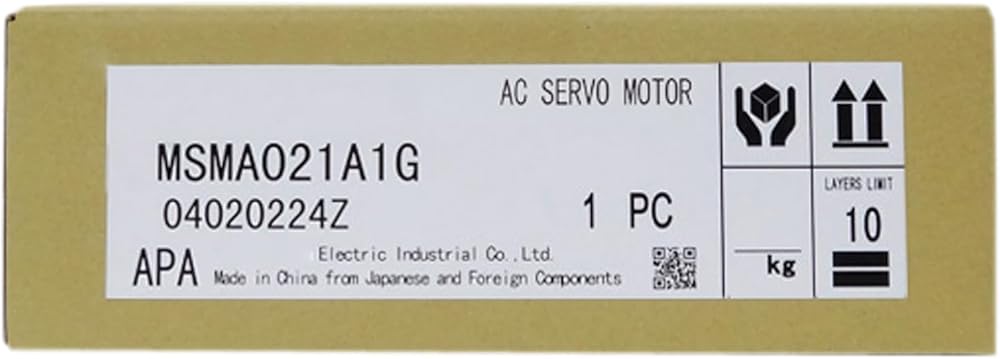 AC SERVO MOTOR
MSMA021A1G
04020224Z
1 PC
Electric Industrial Co.,Ltd.
APA
Made in China from Japanese and Foreign Components
LAYERS LIMIT
10
kg